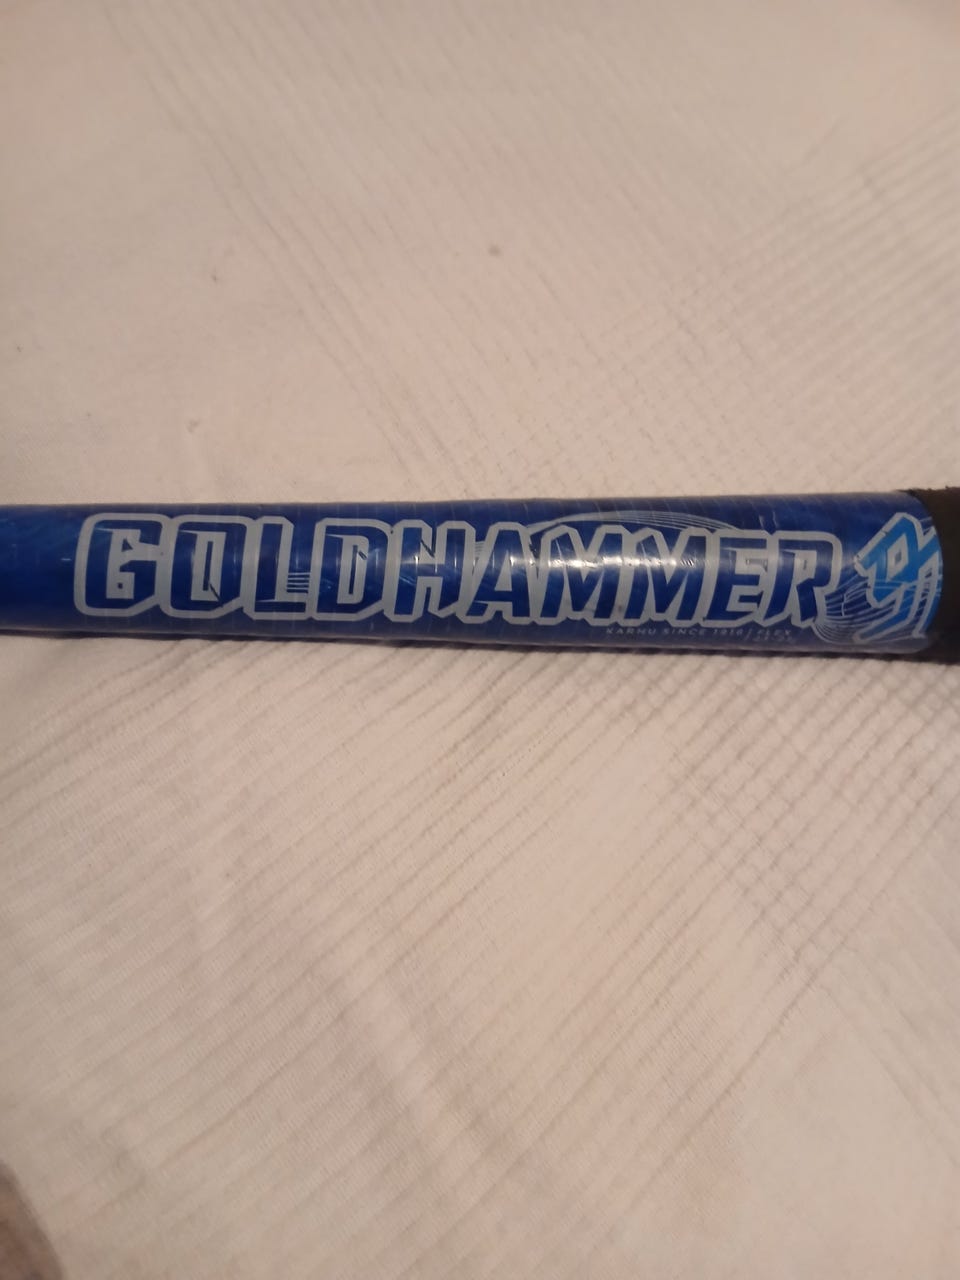 GOLDHAMMER
KARHU SINCE 1916 / FLEX